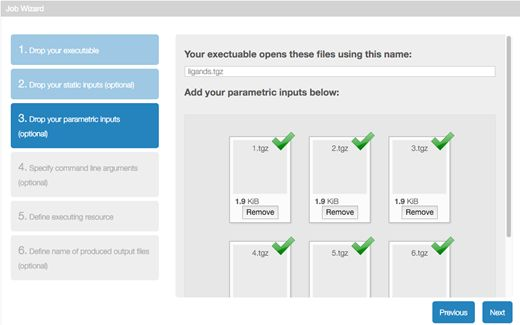 Job Wizard
1. Drop your executable
2. Drop your static inputs (optional)
3. Drop your parametric inputs
(optional)
4. Specify command line arguments
(optional)
5. Define executing resource
6. Define name of produced output files
(optional)
Your exectuable opens these files using this name:
ligands.tgz
Add your parametric inputs below:
1.tgz 2.tgz 3.tgz
1.9 KiB 1.9 KiB 1.9 KiB
Remove Remove Remove
4.tgz 5.tgz 6.tgz
Previous Next